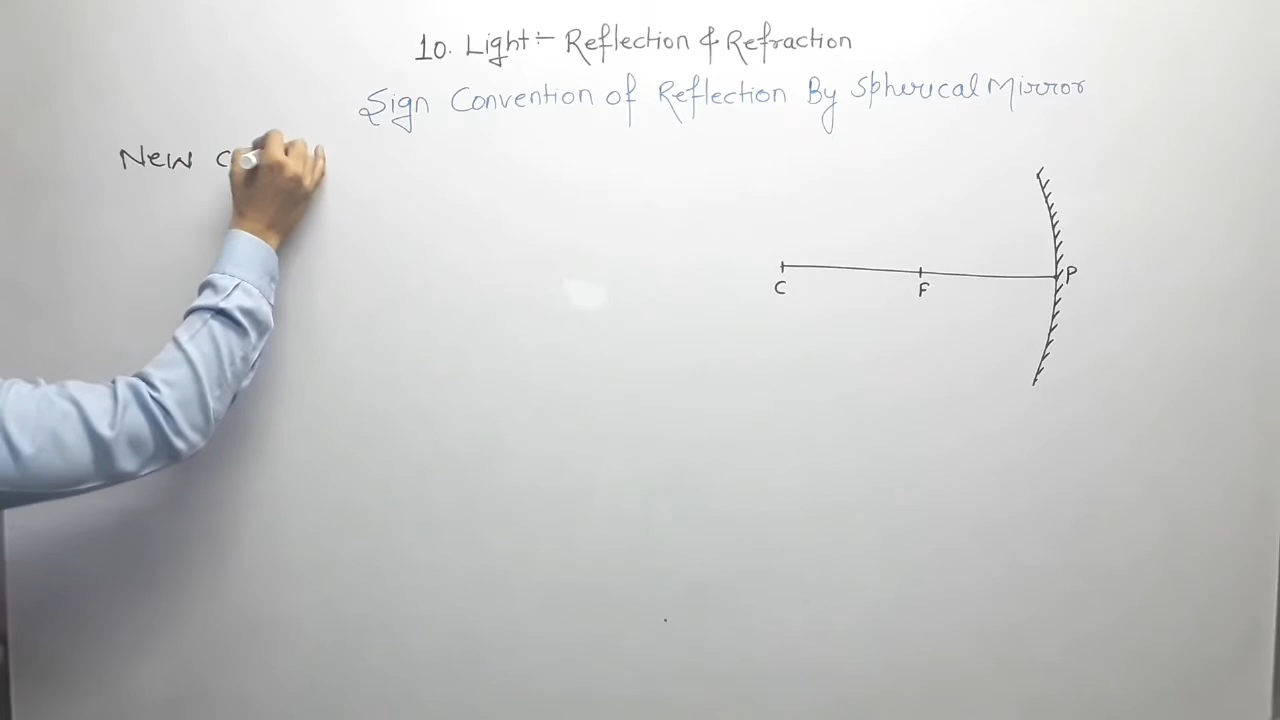 10. Light :- Reflection & Refraction
Sign Convention of Reflection By Spherical Mirror
New C
C F P